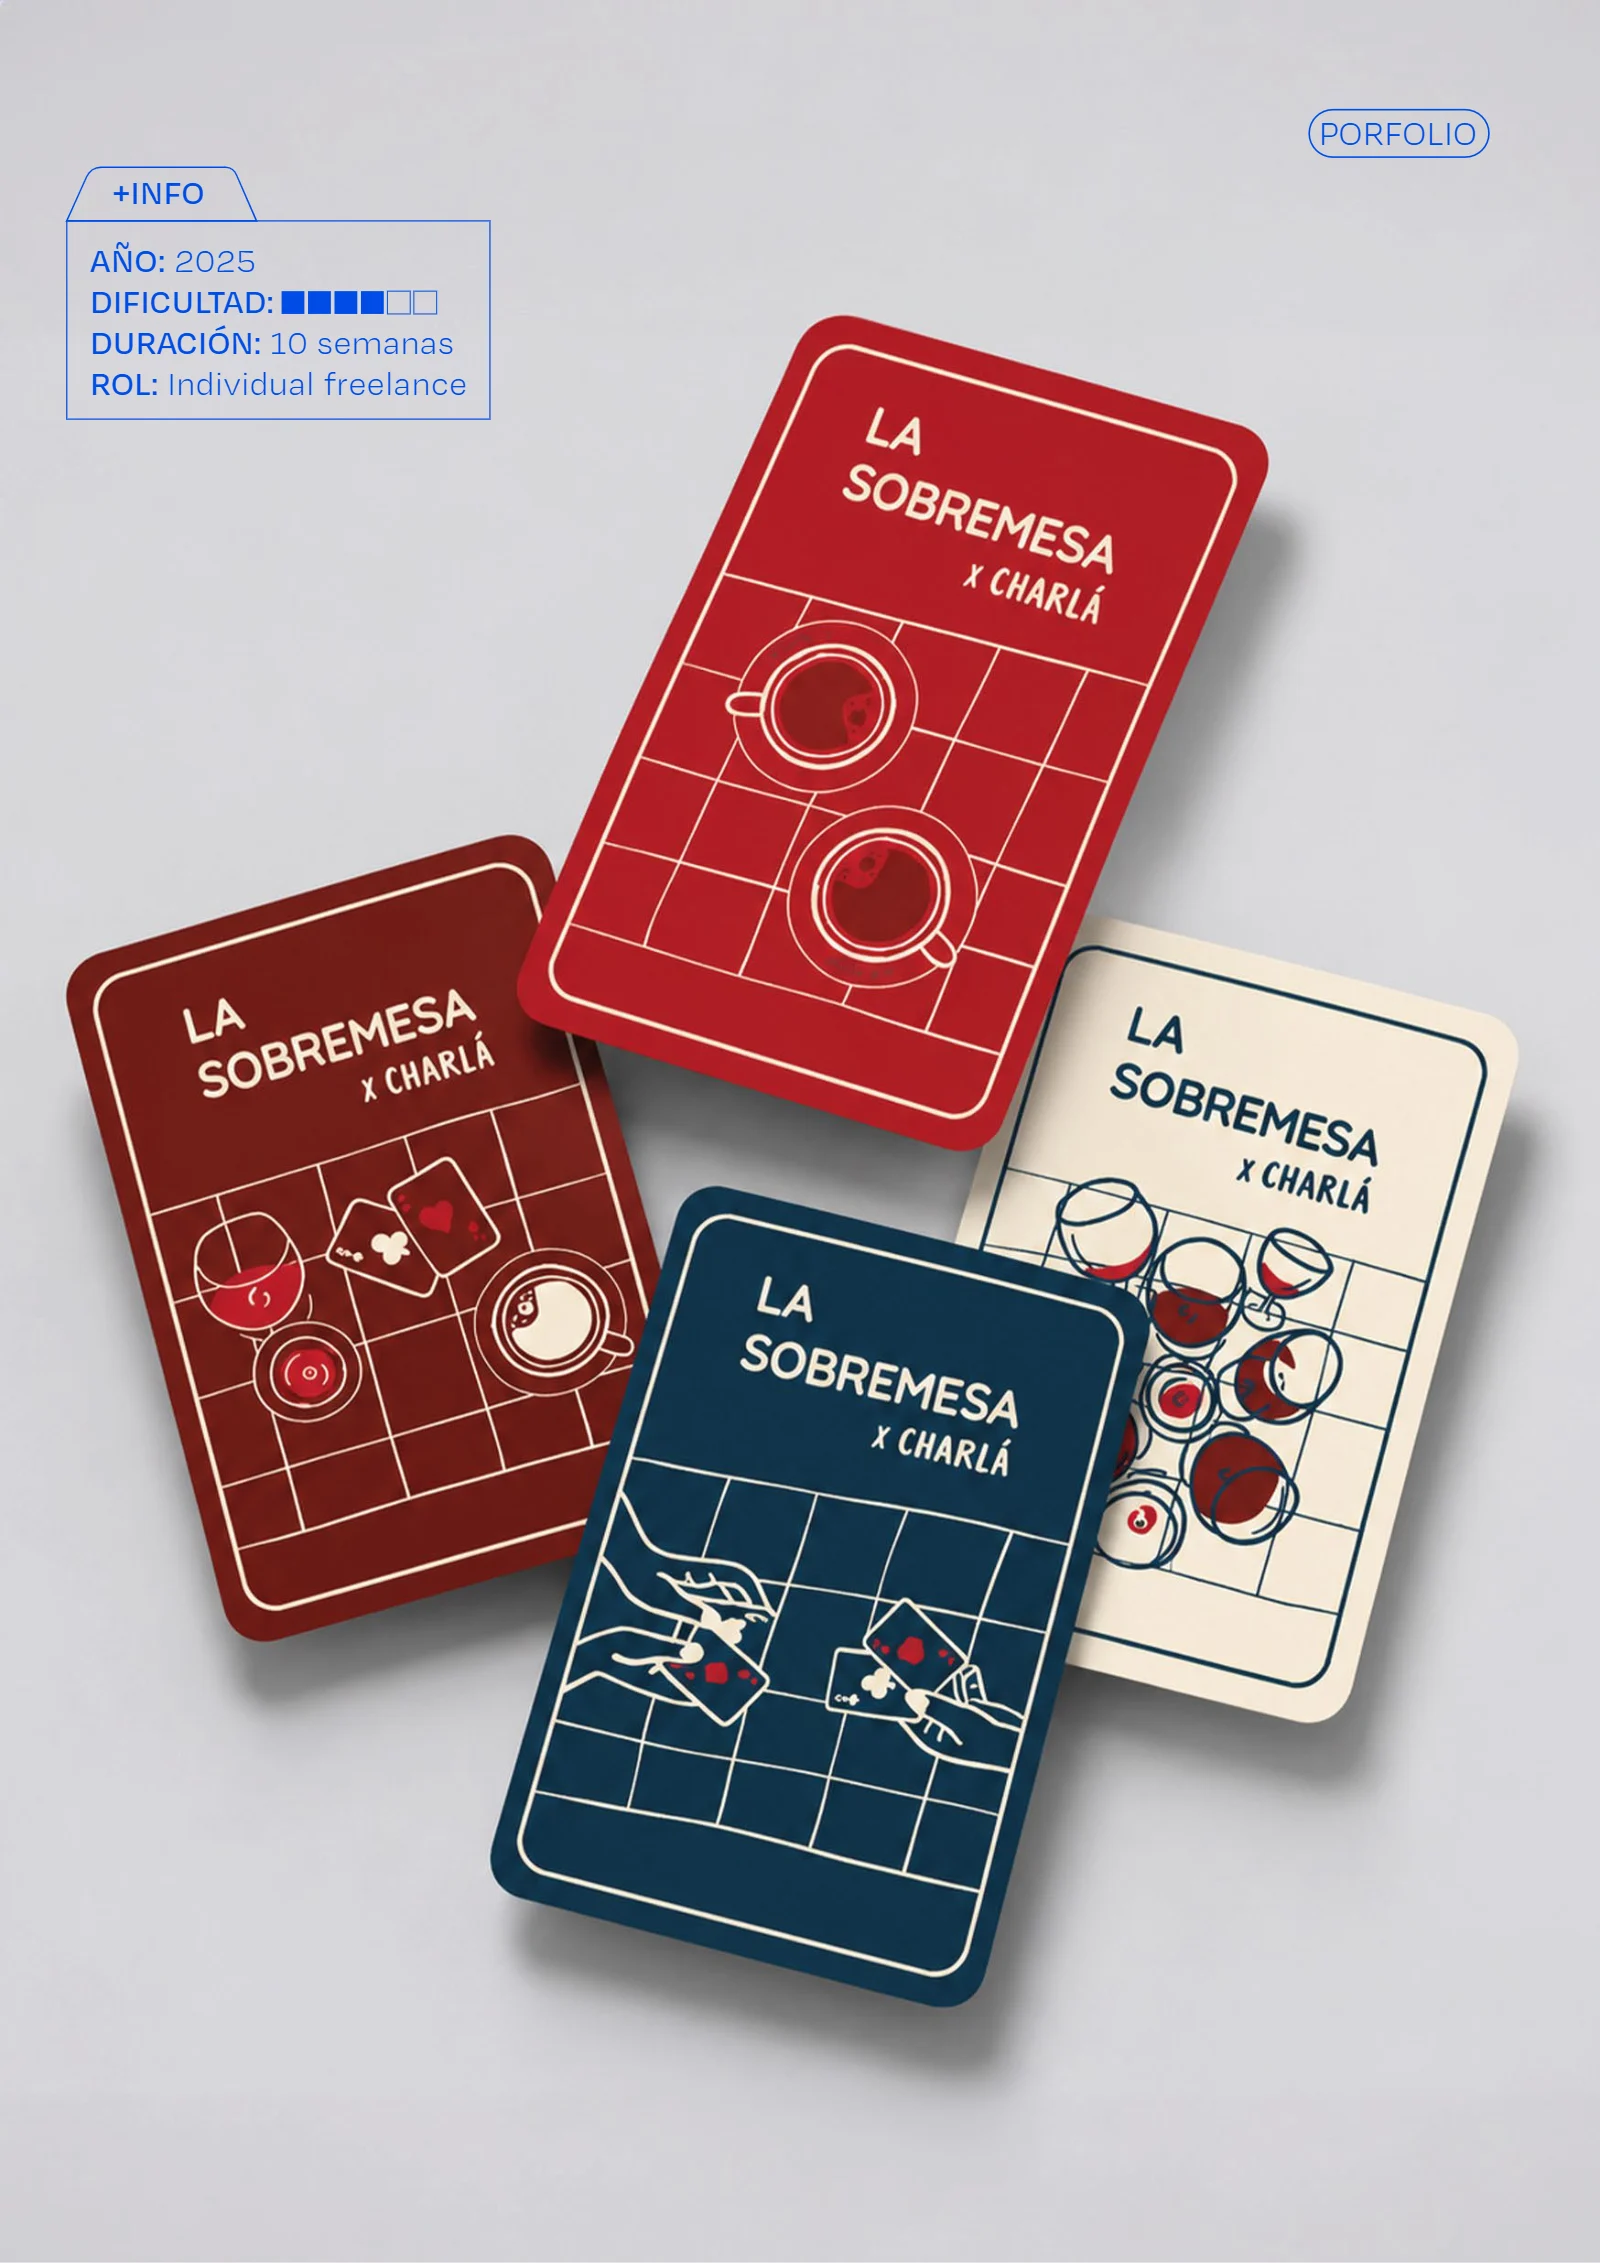 PORFOLIO
+INFO
AÑO: 2025
DIFICULTAD:
DURACIÓN: 10 semanas
ROL: Individual freelance
LA
SOBREMESA
X CHARLÁ
LA
SOBREMESA
X CHARLÁ
LA
SOBREMESA
X CHARLÁ
LA
SOBREMESA
X CHARLÁ